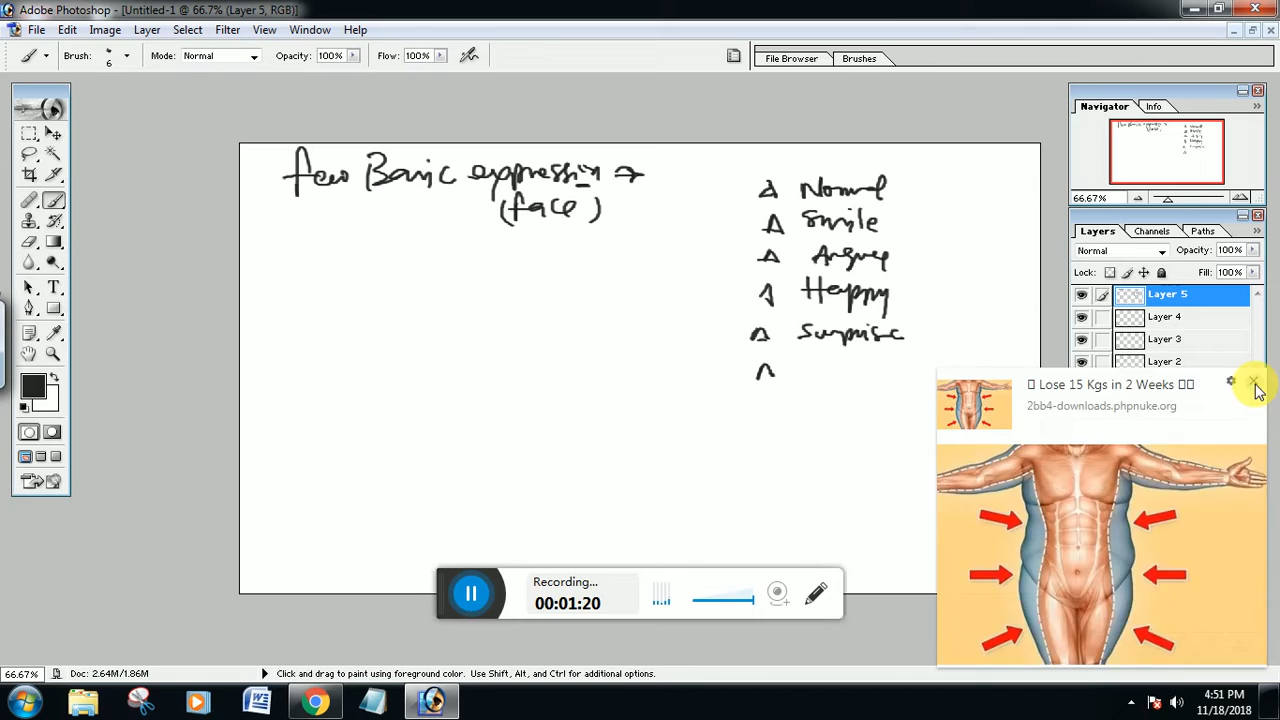 Adobe Photoshop - [Untitled-1 @ 66.7% (Layer 5, RGB)]
File Edit Image Layer Select Filter View Window Help
Brush: 6 Mode: Normal Opacity: 100% Flow: 100%
File Browser Brushes
Navigator Info
66.67%
Layers Channels Paths
Normal Opacity: 100%
Lock: Fill: 100%
Layer 5
Layer 4
Layer 3
Layer 2
few Basic expression →
(face)
Normal
Smile
Angry
Happy
Surprise
Lose 15 Kgs in 2 Weeks
2bb4-downloads.phpnuke.org
Recording...
00:01:20
66.67% Doc: 2.64M/1.86M Click and drag to paint using foreground color. Use Shift, Alt, and Ctrl for additional options.
4:51 PM
11/18/2018